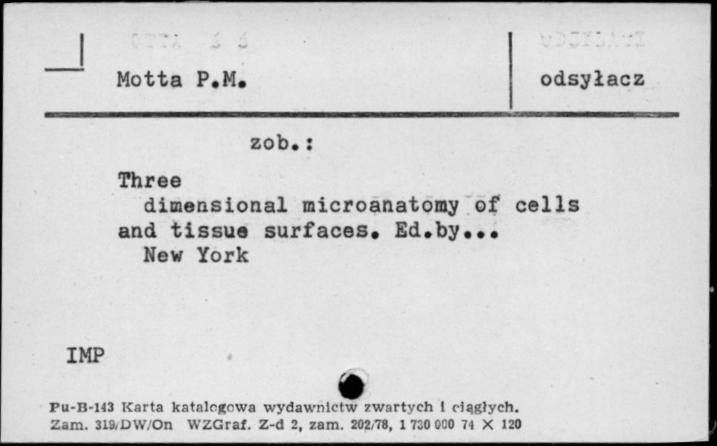 Motta P.M. odsyłacz
zob.:
Three
dimensional microanatomy of cells
and tissue surfaces. Ed.by...
New York
IMP
Pu-B-143 Karta katalogowa wydawnictw zwartych i ciągłych.
Zam. 319/DW/On WZGraf. Z-d 2, zam. 202/78, 1 730 000 74 X 120